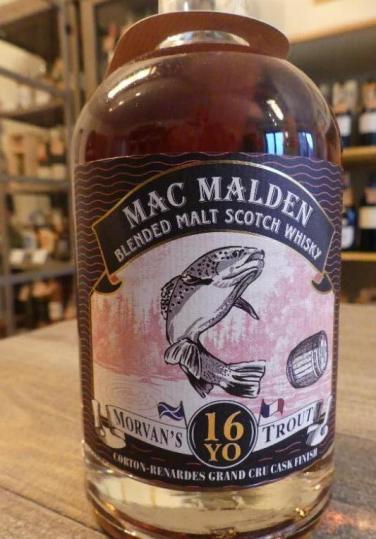 MAC MALDEN
BLENDED MALT SCOTCH WHISKY
MORVAN'S 16 YO TROUT
CORTON-RENARDES GRAND CRU CASK FINISH